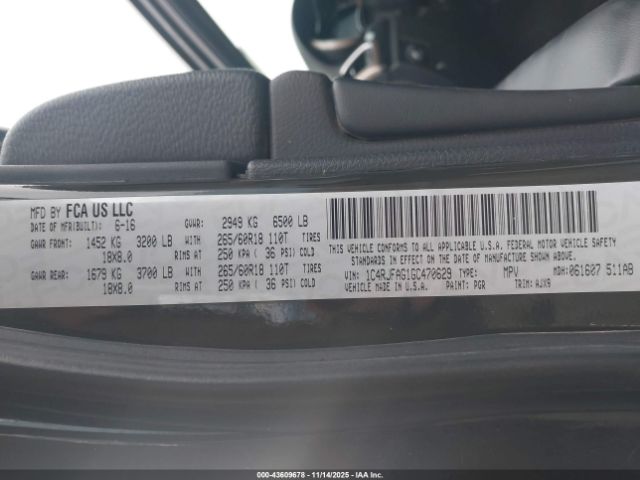 MFD BY FCA US LLC
DATE OF MFR(BUILT): 6-16 GVWR: 2949 KG 6500 LB
GAWR FRONT: 1452 KG 3200 LB WITH 265/60R18 110T TIRES
18X8.0 RIMS AT 250 KPA ( 36 PSI) COLD
GAWR REAR: 1679 KG 3700 LB WITH 265/60R18 110T TIRES
18X8.0 RIMS AT 250 KPA ( 36 PSI) COLD
THIS VEHICLE CONFORMS TO ALL APPLICABLE U.S.A. FEDERAL MOTOR VEHICLE SAFETY
STANDARDS IN EFFECT ON THE DATE OF MANUFACTURE SHOWN ABOVE.
VIN: 1C4RJFAG1GC470629 MPV MDH: 061607 511AB
VEHICLE MADE IN U.S.A. PAINT: PGR TRIM: AJX9
000-43609678 - 11/14/2025 - IAAI.com